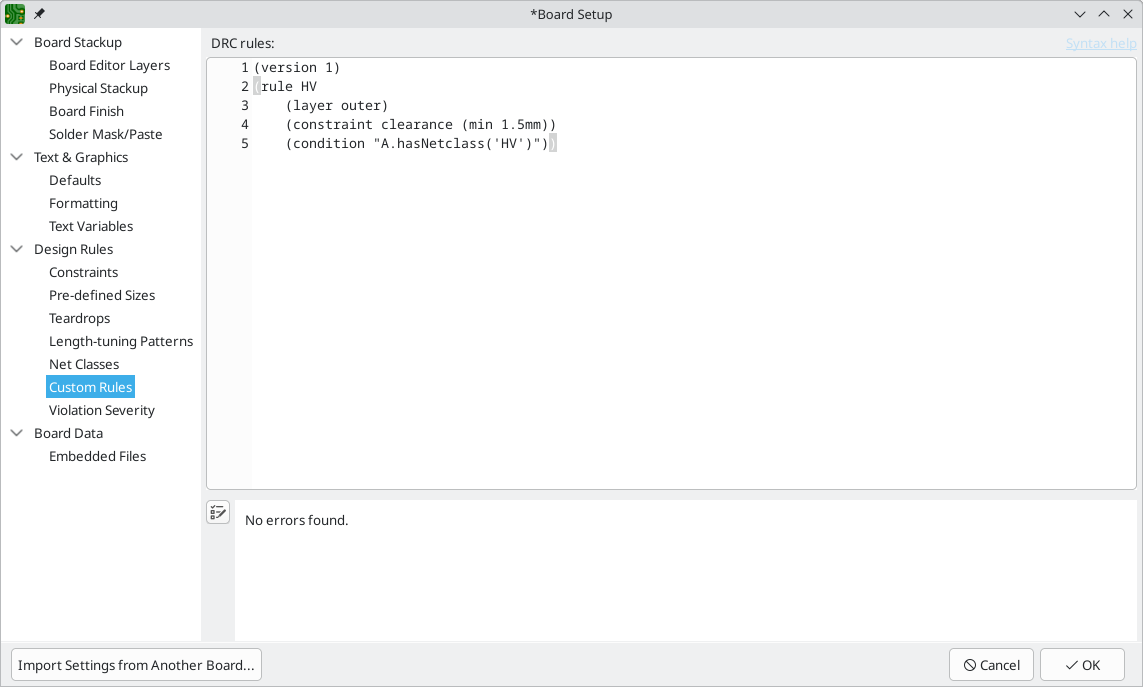 *Board Setup
Board Stackup
Board Editor Layers
Physical Stackup
Board Finish
Solder Mask/Paste
Text & Graphics
Defaults
Formatting
Text Variables
Design Rules
Constraints
Pre-defined Sizes
Teardrops
Length-tuning Patterns
Net Classes
Custom Rules
Violation Severity
Board Data
Embedded Files
DRC rules:
Syntax help
1 (version 1)
2 (rule HV
3     (layer outer)
4     (constraint clearance (min 1.5mm))
5     (condition "A.hasNetclass('HV')"))
No errors found.
Import Settings from Another Board...
Cancel
OK